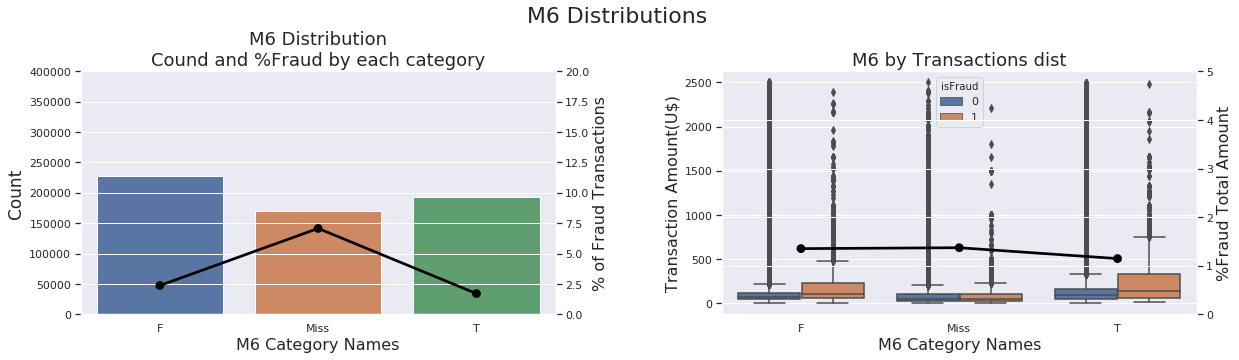 M6 Distributions
M6 Distribution
Cound and %Fraud by each category
400000
350000
300000
250000
200000
150000
100000
50000
0
Count
20.0
17.5
15.0
12.5
10.0
7.5
5.0
2.5
0.0
% of Fraud Transactions
F Miss T
M6 Category Names
M6 by Transactions dist
2500
2000
1500
1000
500
0
Transaction Amount(U$)
isFraud
0
1
5
4
3
2
1
0
%Fraud Total Amount
F Miss T
M6 Category Names